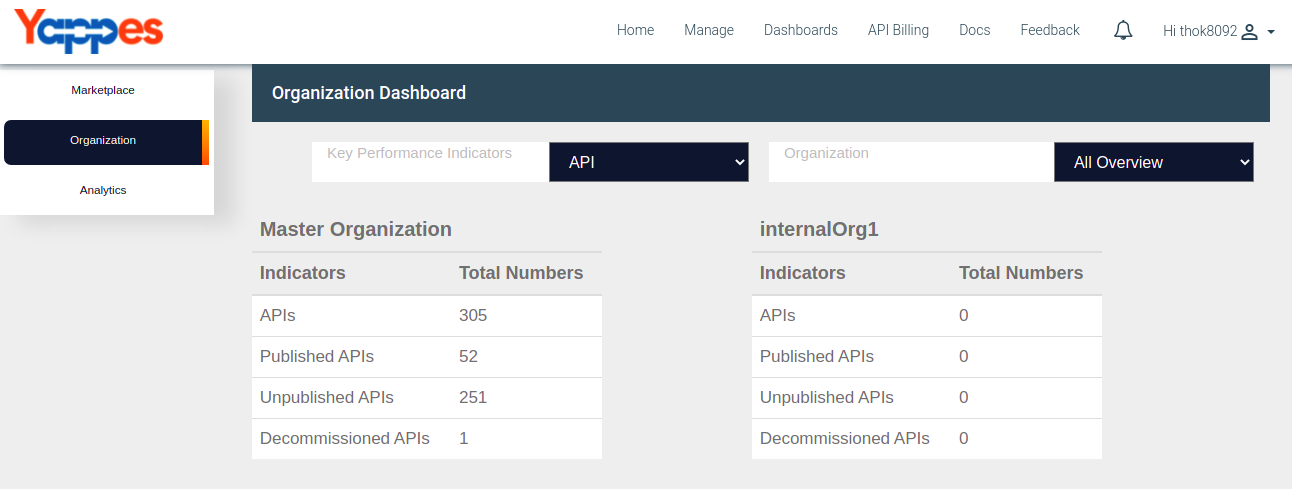 Yappes
Home Manage Dashboards API Billing Docs Feedback Hi thok8092
Marketplace
Organization
Analytics
Organization Dashboard
Key Performance Indicators API Organization All Overview
Master Organization
Indicators Total Numbers
APIs 305
Published APIs 52
Unpublished APIs 251
Decommissioned APIs 1
internalOrg1
Indicators Total Numbers
APIs 0
Published APIs 0
Unpublished APIs 0
Decommissioned APIs 0